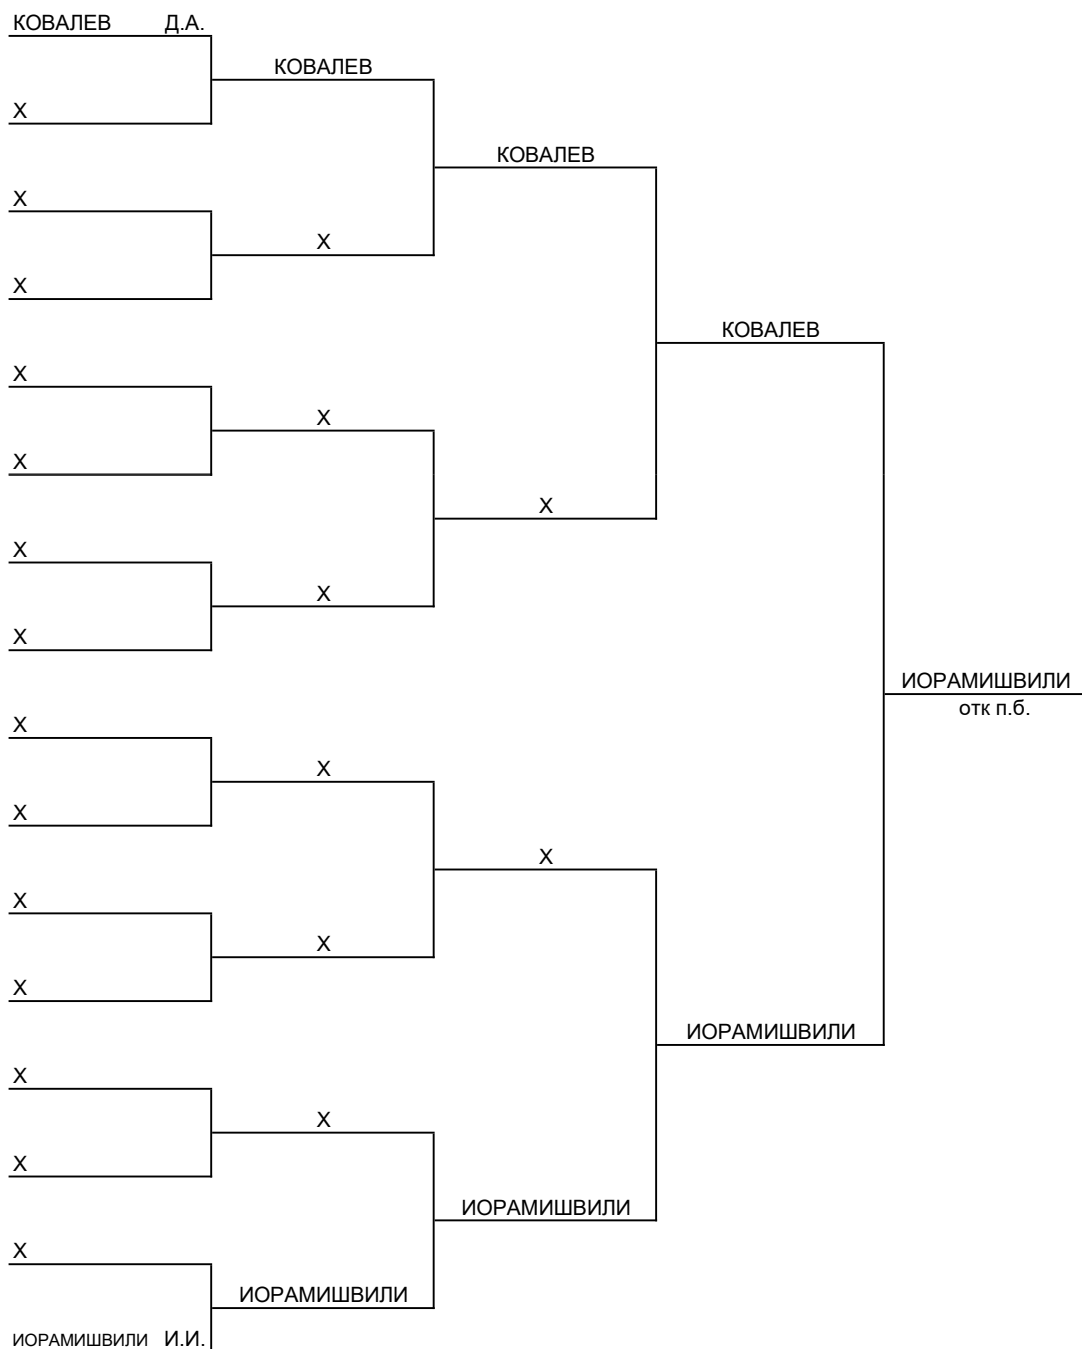 КОВАЛЕВ Д.А.
КОВАЛЕВ
Х
КОВАЛЕВ
Х
Х
Х
КОВАЛЕВ
Х
Х
Х
Х
Х
Х
Х
ИОРАМИШВИЛИ
отк п.б.
Х
Х
Х
Х
Х
Х
Х
ИОРАМИШВИЛИ
Х
Х
Х
ИОРАМИШВИЛИ
Х
ИОРАМИШВИЛИ
ИОРАМИШВИЛИ И.И.